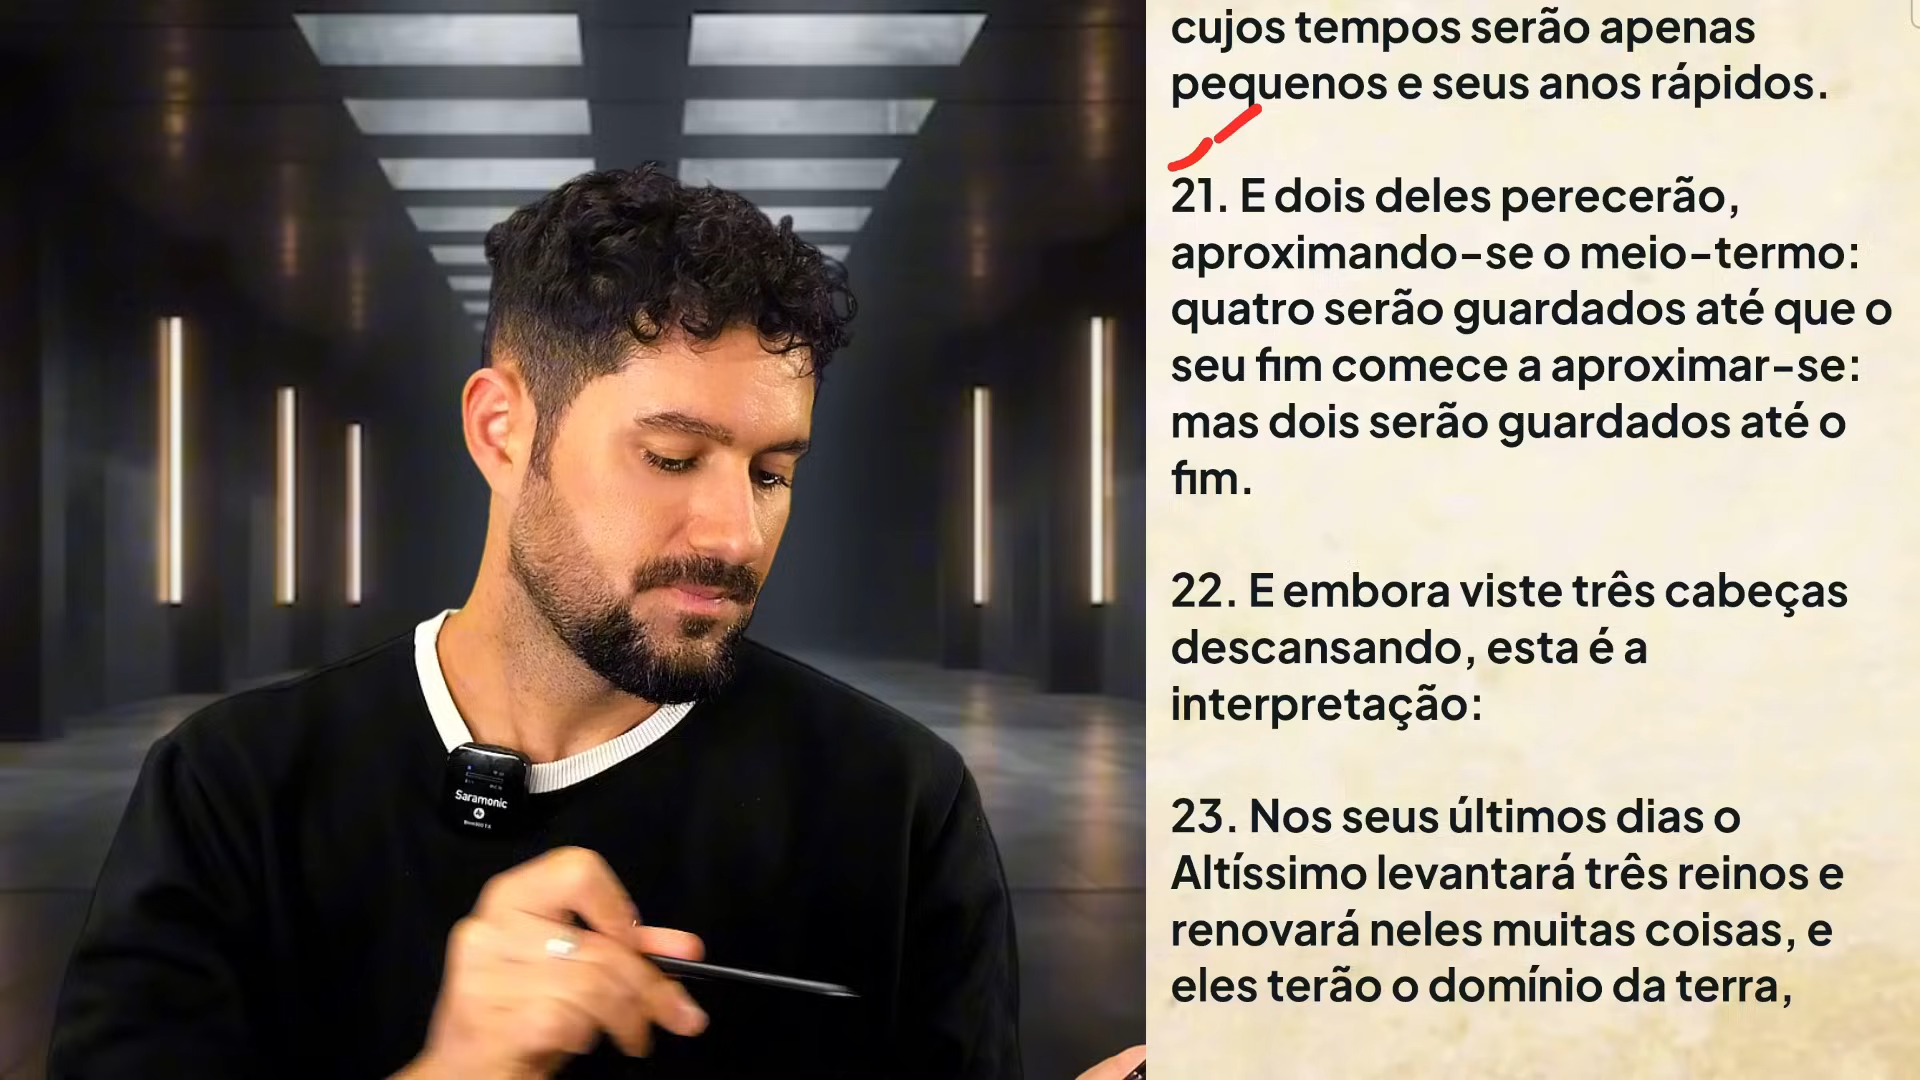 cujos tempos serão apenas
pequenos e seus anos rápidos.
21. E dois deles perecerão,
aproximando-se o meio-termo:
quatro serão guardados até que o
seu fim comece a aproximar-se:
mas dois serão guardados até o
fim.
22. E embora viste três cabeças
descansando, esta é a
interpretação:
23. Nos seus últimos dias o
Altíssimo levantará três reinos e
renovará neles muitas coisas, e
eles terão o domínio da terra,
Saramonic